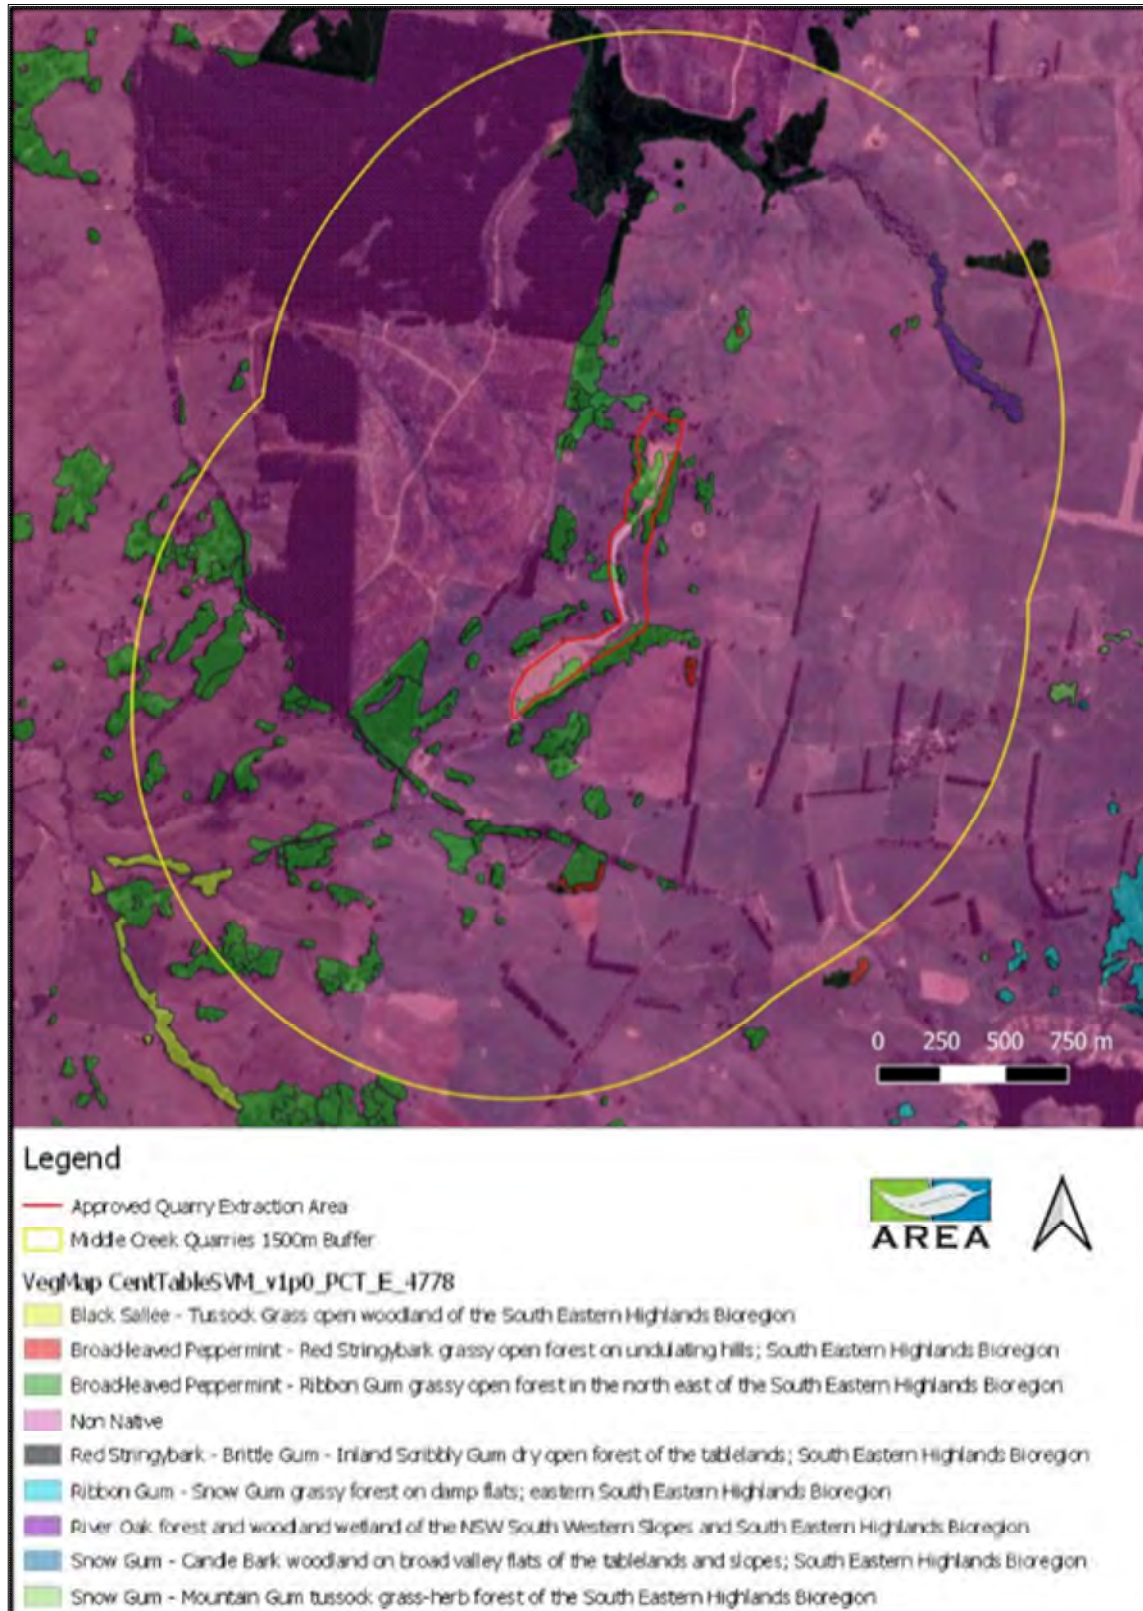 0 250 500 750 m
Legend
Approved Quarry Extraction Area
Middle Creek Quarries 1500m Buffer
AREA
VegMap CentTableSVM_v1p0_PCT_E_4778
Black Sallee - Tussock Grass open woodland of the South Eastern Highlands Bioregion
Broad-leaved Peppermint - Red Stringybark grassy open forest on undulating hills; South Eastern Highlands Bioregion
Broad-leaved Peppermint - Ribbon Gum grassy open forest in the north east of the South Eastern Highlands Bioregion
Non Native
Red Stringybark - Brittle Gum - Inland Scribbly Gum dry open forest of the tablelands; South Eastern Highlands Bioregion
Ribbon Gum - Snow Gum grassy forest on damp flats; eastern South Eastern Highlands Bioregion
River Oak forest and woodland wetland of the NSW South Western Slopes and South Eastern Highlands Bioregion
Snow Gum - Candle Bark woodland on broad valley flats of the tablelands and slopes; South Eastern Highlands Bioregion
Snow Gum - Mountain Gum tussock grass-herb forest of the South Eastern Highlands Bioregion